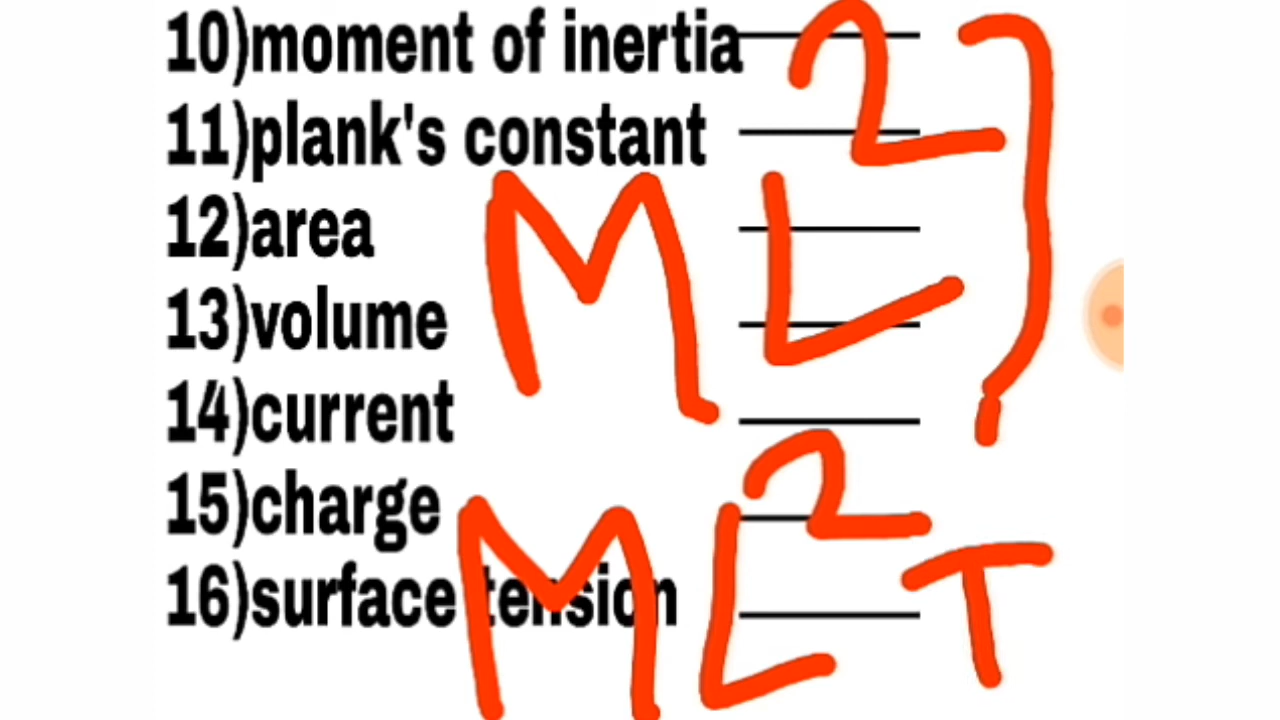 10)moment of inertia
11)plank's constant
12)area
13)volume
14)current
15)charge
16)surface tension
ML²
ML²T